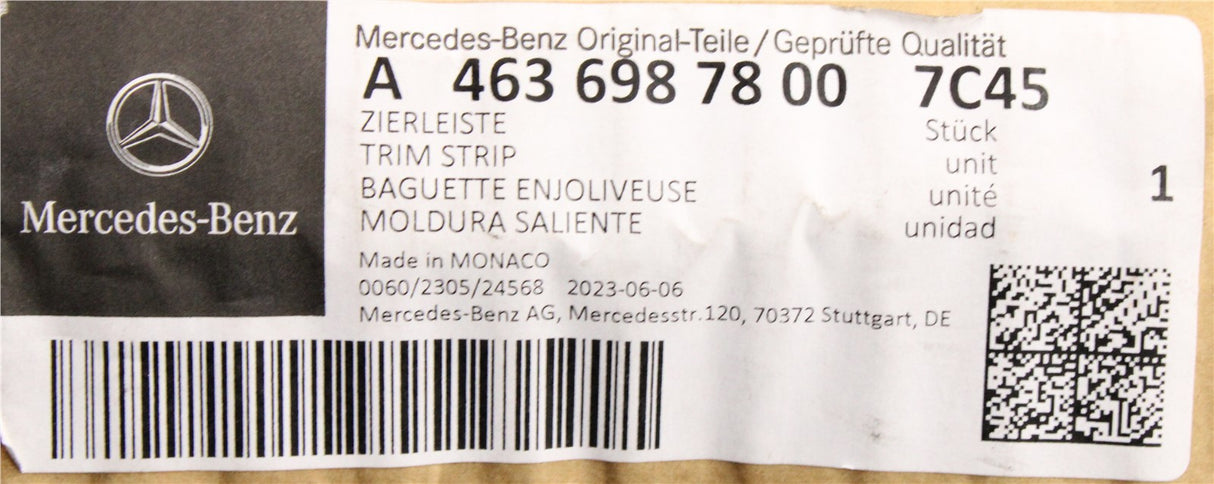 Mercedes-Benz
Mercedes-Benz Original-Teile/Geprüfte Qualität
A 463 698 78 00 7C45
ZIERLEISTE Stück
TRIM STRIP unit
BAGUETTE ENJOLIVEUSE unité 1
MOLDURA SALIENTE unidad
Made in MONACO
0060/2305/24568 2023-06-06
Mercedes-Benz AG, Mercedesstr.120, 70372 Stuttgart, DE